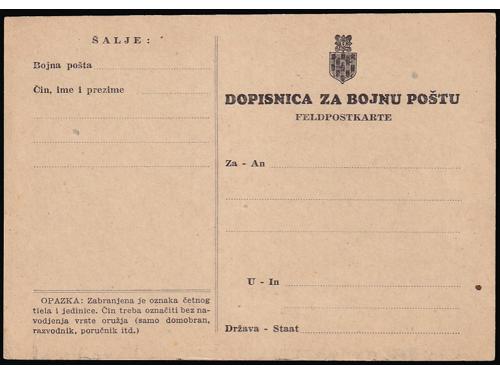 ŠALJE:
Bojna pošta
Čin, ime i prezime
OPAZKA: Zabranjena je oznaka četnog
tiela i jedinice. Čin treba označiti bez na-
vodjenja vrste oružja (samo domobran,
razvodnik, poručnik itd.)
DOPISNICA ZA BOJNU POŠTU
FELDPOSTKARTE
Za - An
U - In
Država - Staat